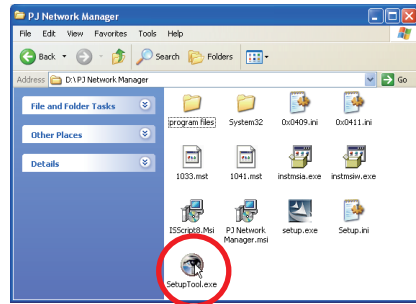 PJ Network Manager
File Edit View Favorites Tools Help
Back Search Folders
Address D:\PJ Network Manager Go
File and Folder Tasks
Other Places
Details
program files System32 0x0409.ini 0x0411.ini
1033.mst 1041.mst instmsia.exe instmsiw.exe
ISScript8.Msi PJ Network Manager.msi setup.exe Setup.ini
SetupTool.exe